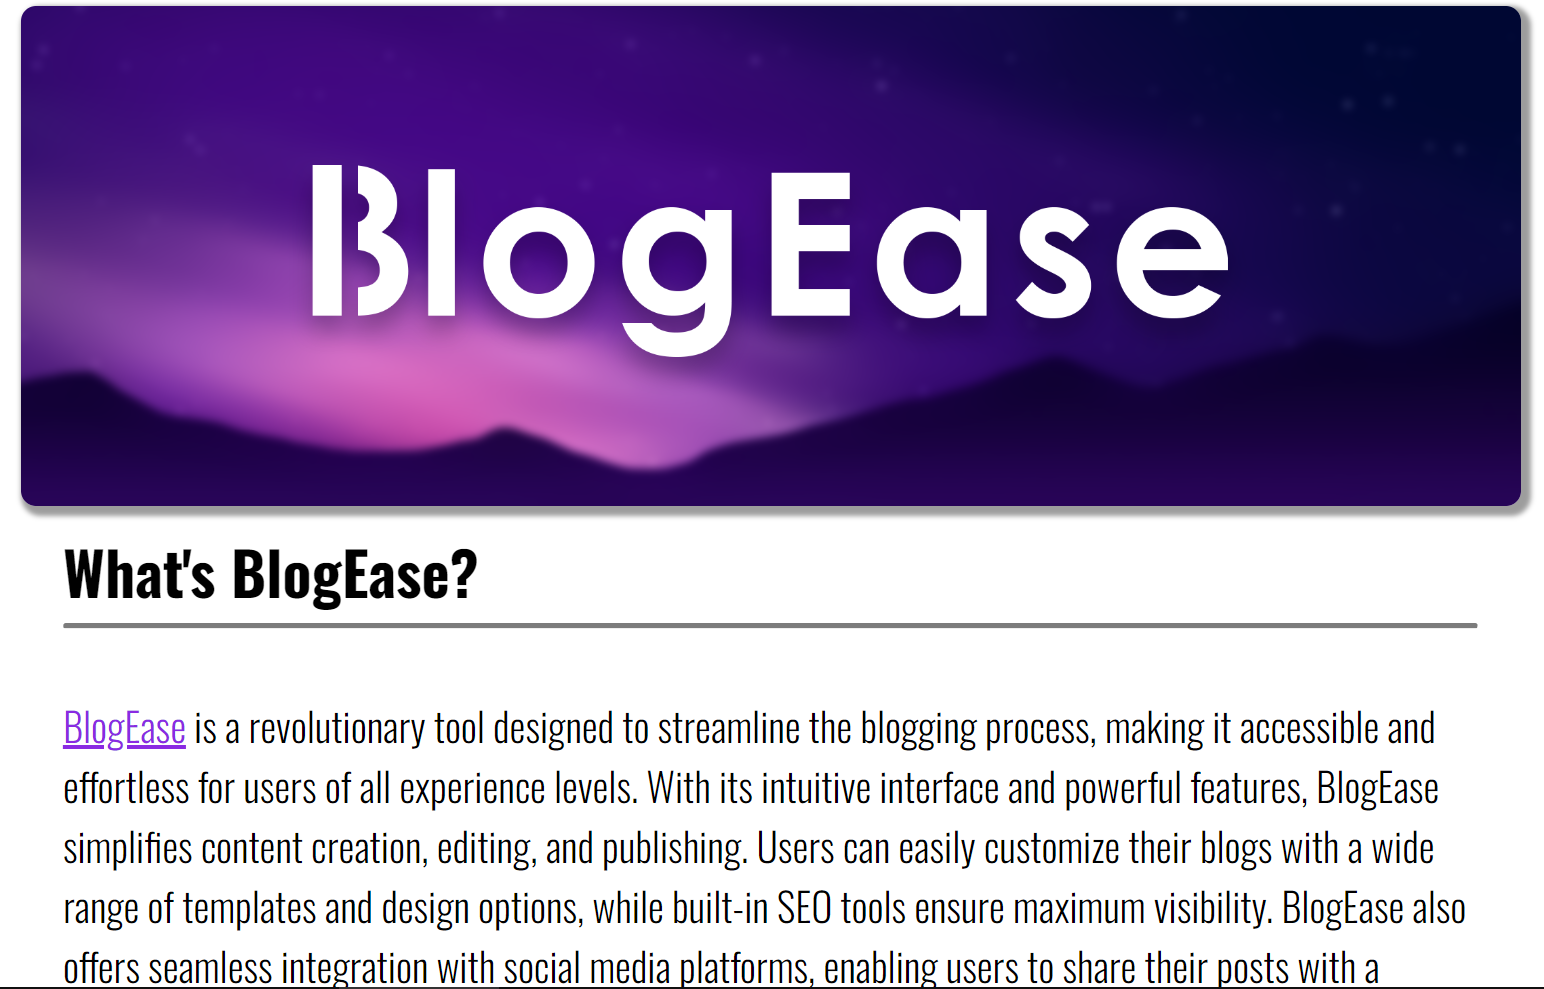 BlogEase
What's BlogEase?
BlogEase is a revolutionary tool designed to streamline the blogging process, making it accessible and
effortless for users of all experience levels. With its intuitive interface and powerful features, BlogEase
simplifies content creation, editing, and publishing. Users can easily customize their blogs with a wide
range of templates and design options, while built-in SEO tools ensure maximum visibility. BlogEase also
offers seamless integration with social media platforms, enabling users to share their posts with a